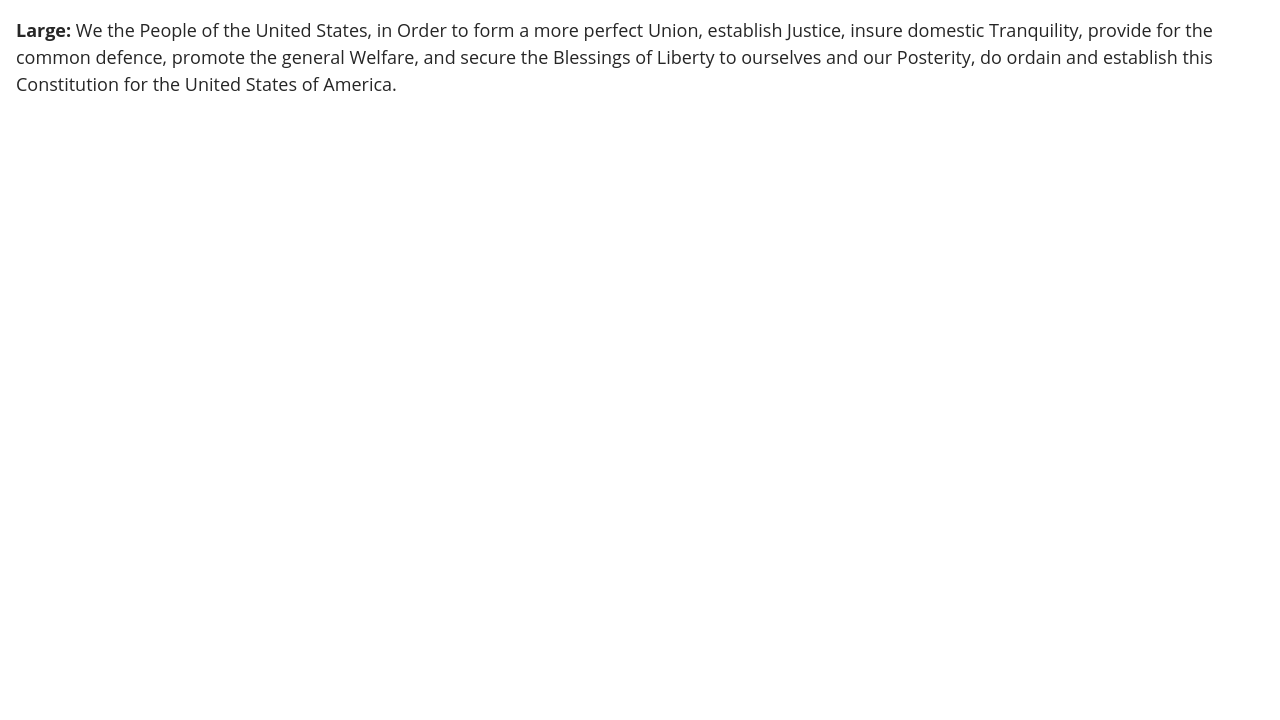 Large: We the People of the United States, in Order to form a more perfect Union, establish Justice, insure domestic Tranquility, provide for the
common defence, promote the general Welfare, and secure the Blessings of Liberty to ourselves and our Posterity, do ordain and establish this
Constitution for the United States of America.